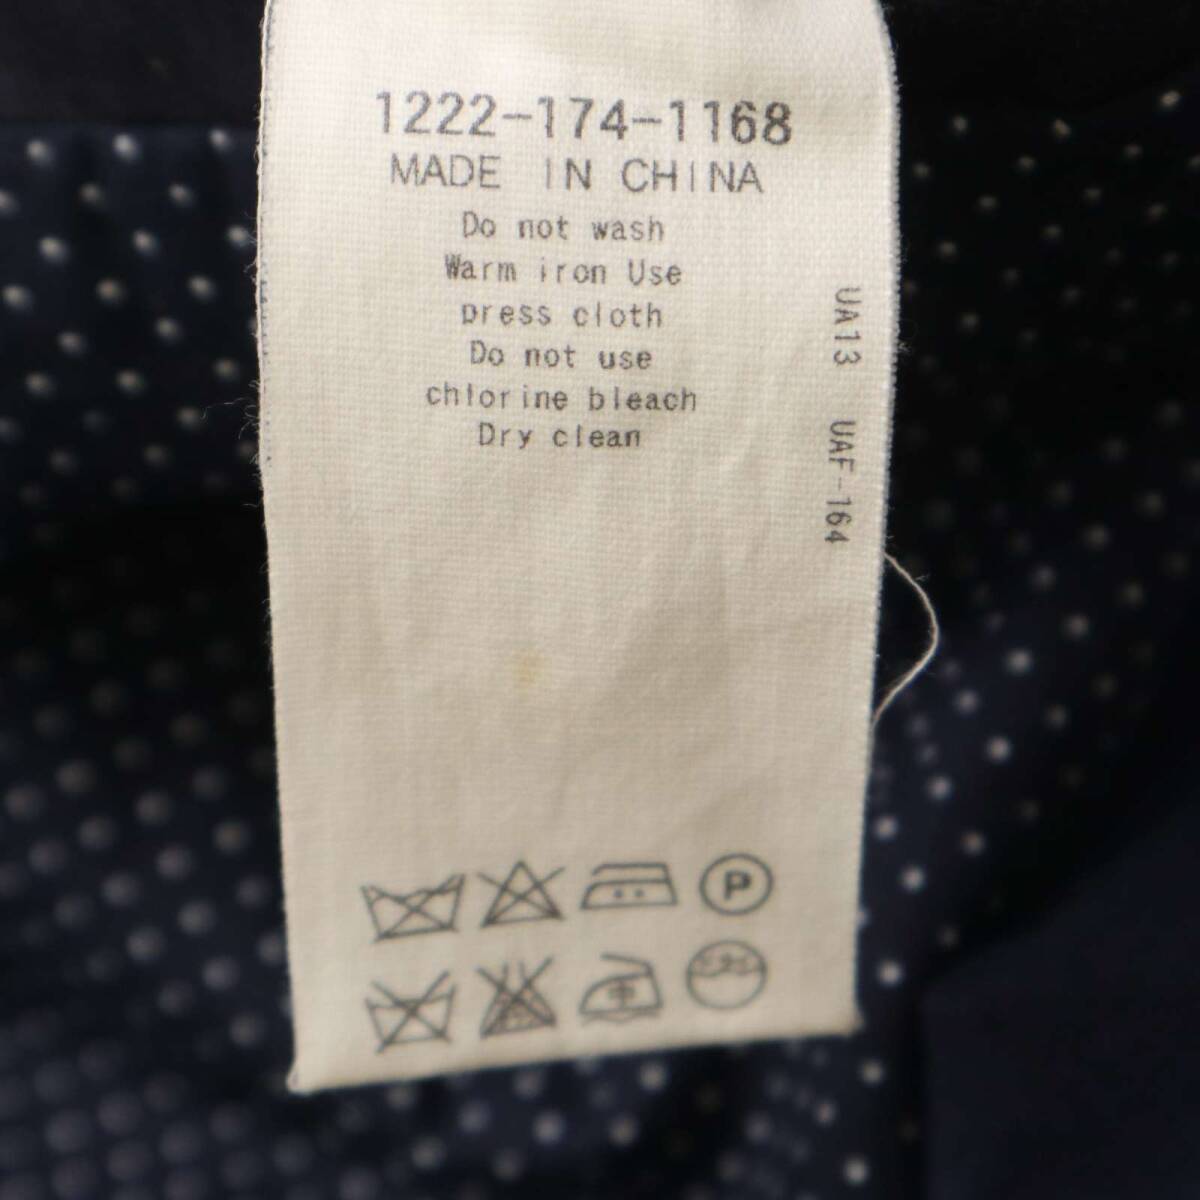 1222-174-1168
MADE IN CHINA
Do not wash
Warm iron Use
press cloth
Do not use
chlorine bleach
Dry clean
UA13 UAF-164
P